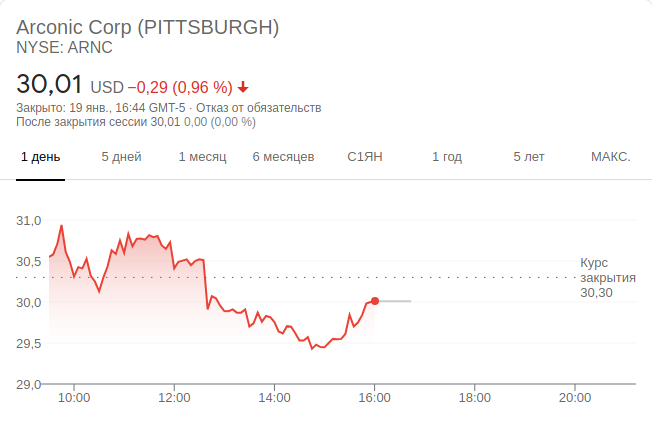 Arconic Corp (PITTSBURGH)
NYSE: ARNC
30,01 USD −0,29 (0,96 %)
Закрыто: 19 янв., 16:44 GMT-5 · Отказ от обязательств
После закрытия сессии 30,01 0,00 (0,00 %)
1 день 5 дней 1 месяц 6 месяцев С1ЯН 1 год 5 лет МАКС.
31,0
30,5
Курс
закрытия
30,30
30,0
29,5
29,0
10:00 12:00 14:00 16:00 18:00 20:00